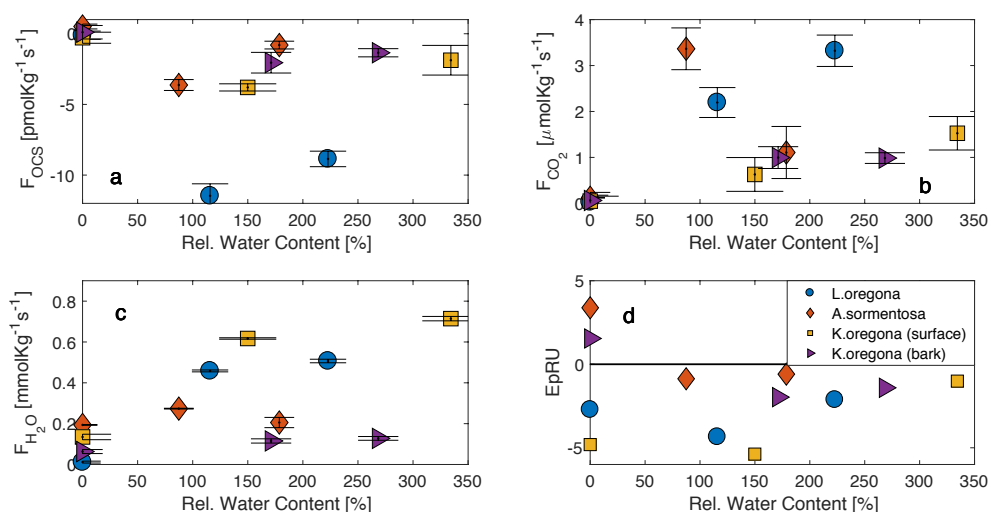 0
-5
-10
F_OCS [pmolKg⁻¹s⁻¹]
a
0 50 100 150 200 250 300 350
Rel. Water Content [%]
4
3
2
1
0
F_CO₂ [μmolKg⁻¹s⁻¹]
b
0 50 100 150 200 250 300 350
Rel. Water Content [%]
0.8
0.6
0.4
0.2
0
F_H₂O [mmolKg⁻¹s⁻¹]
c
0 50 100 150 200 250 300 350
Rel. Water Content [%]
5
0
-5
EpRU
d
L.oregona
A.sormentosa
K.oregona (surface)
K.oregona (bark)
0 50 100 150 200 250 300 350
Rel. Water Content [%]